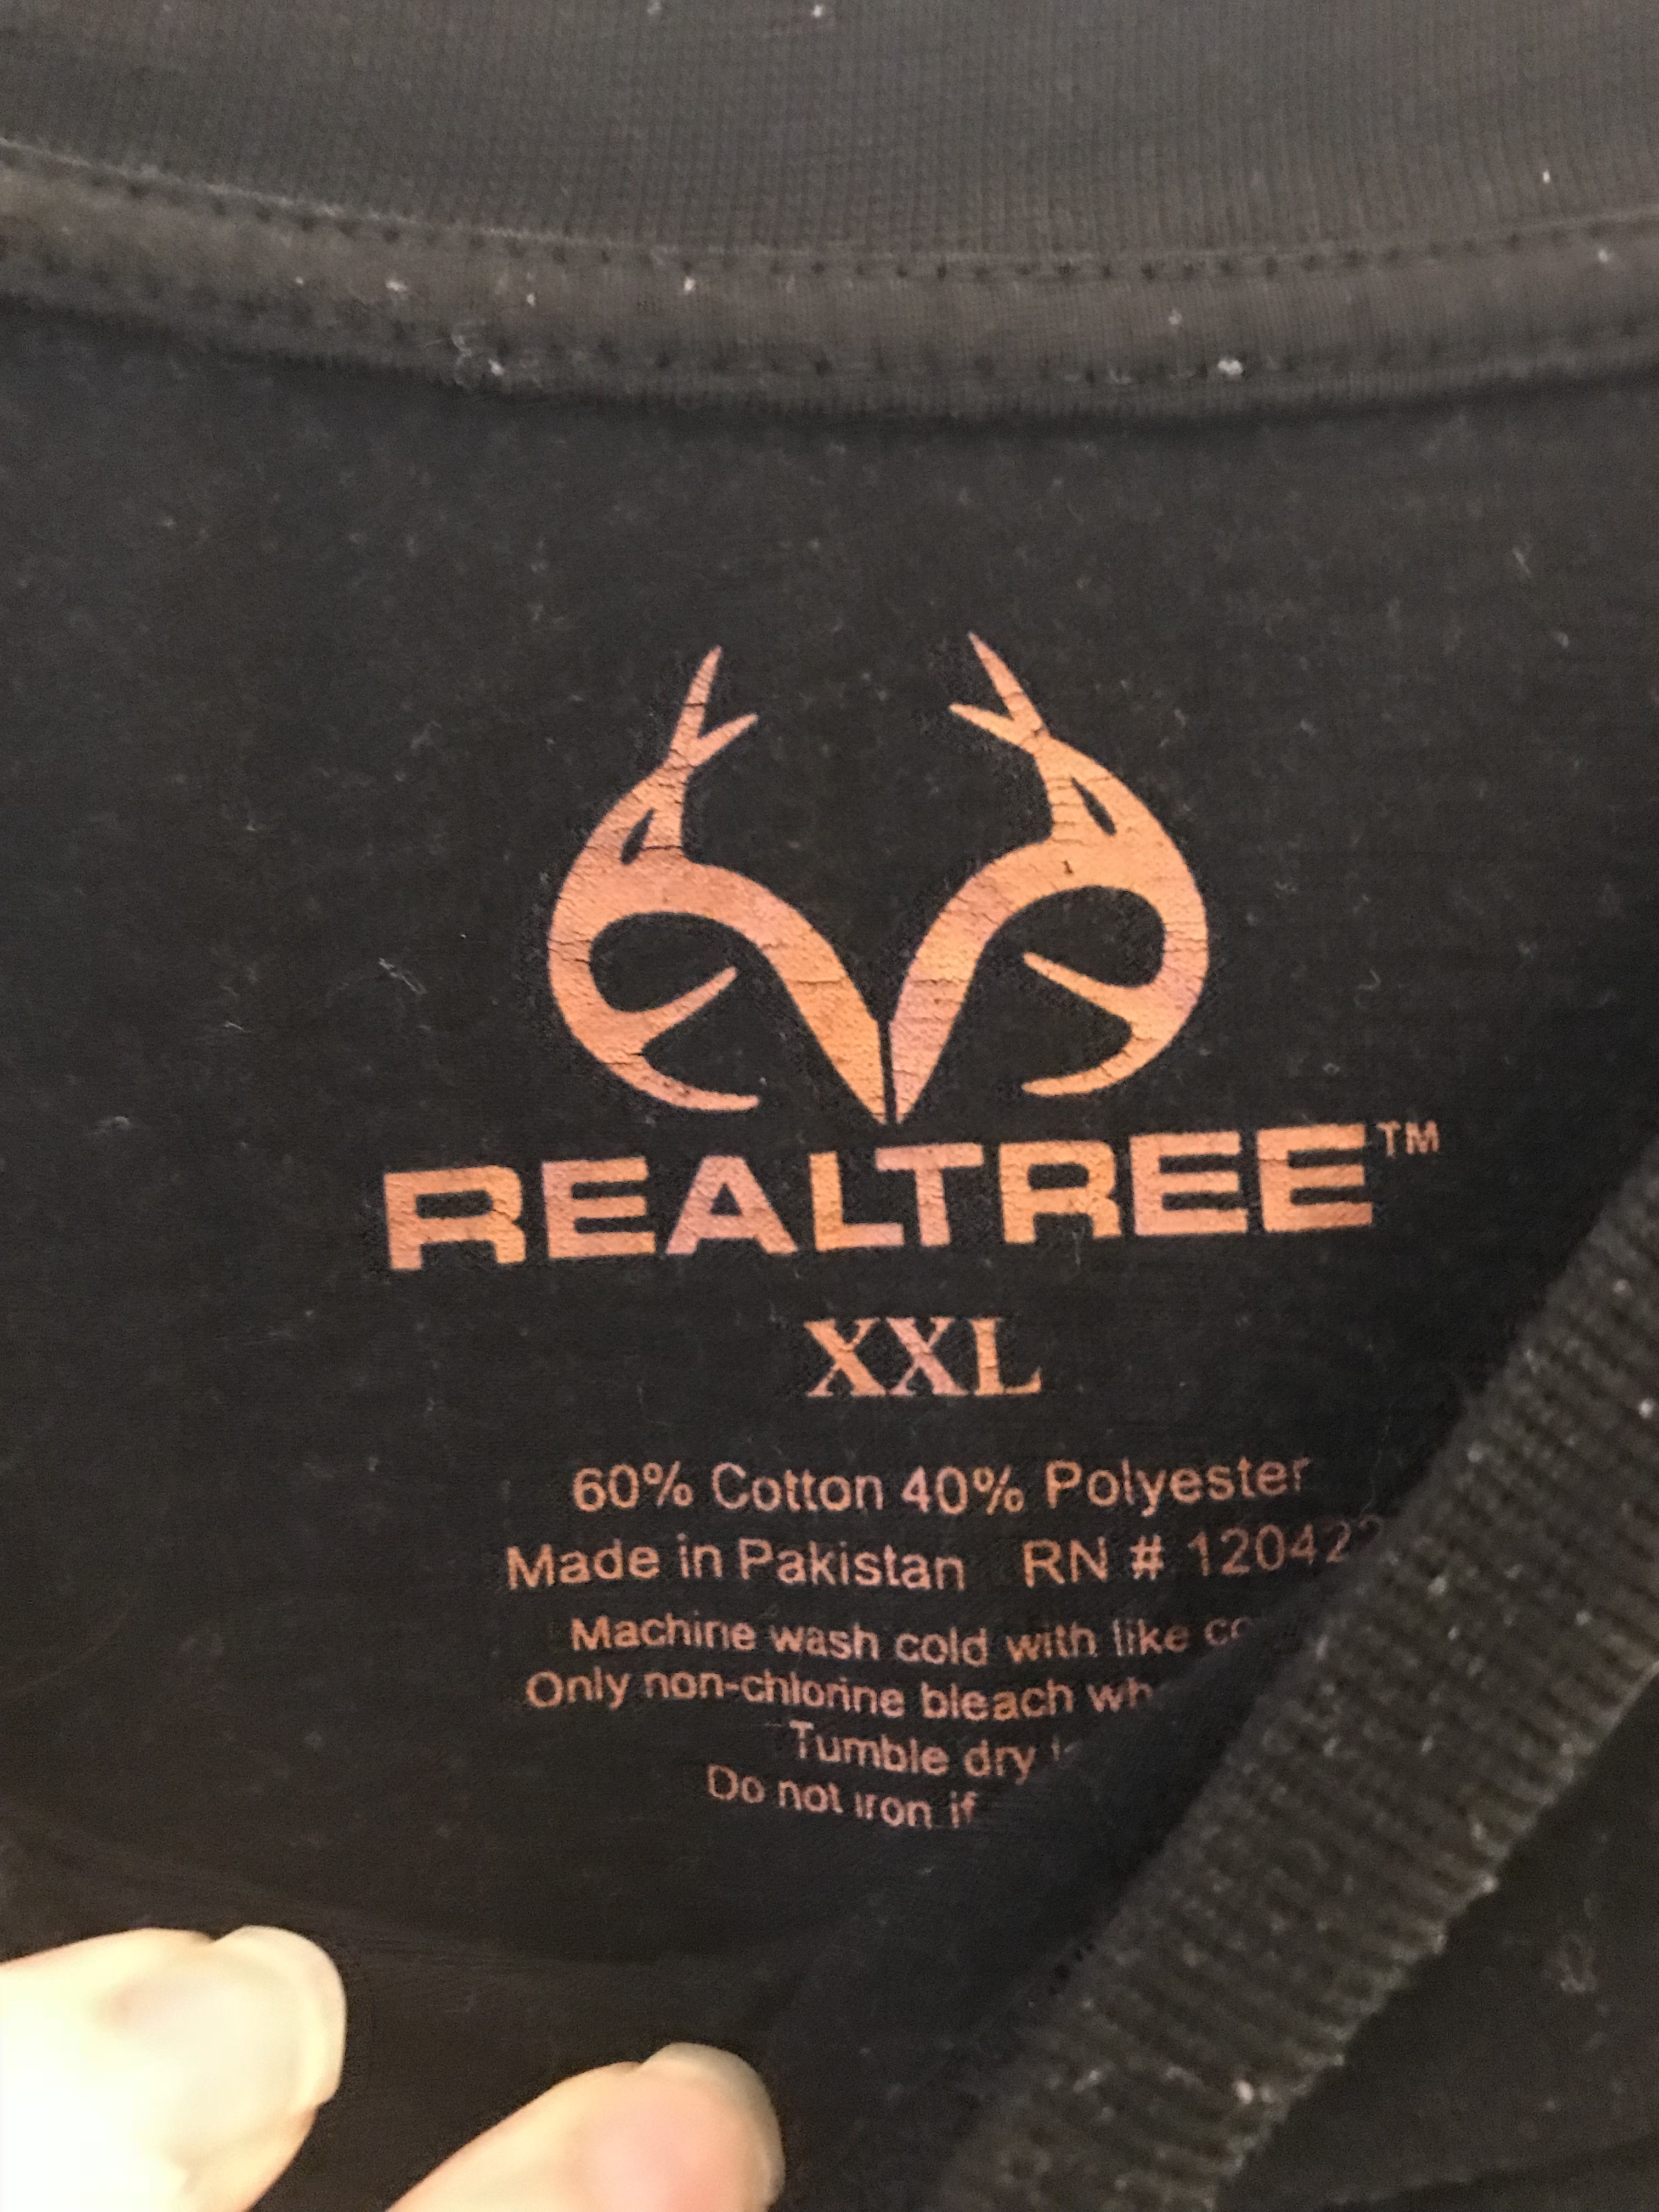 REALTREE™
XXL
60% Cotton 40% Polyester
Made in Pakistan RN # 120422
Machine wash cold with like
Only non-chlorine bleach
Tumble dry
Do not iron if